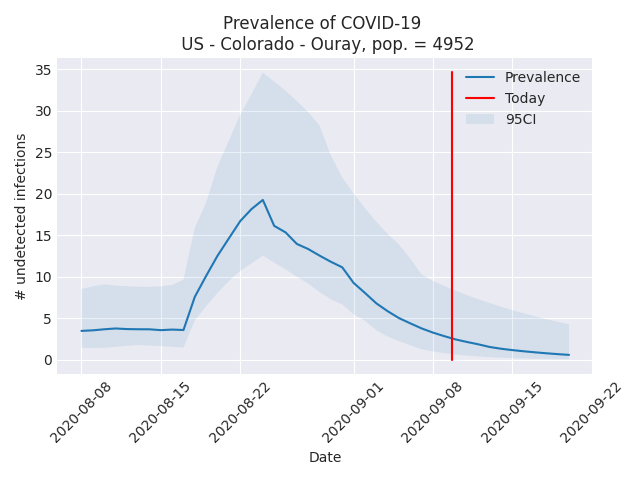 Prevalence of COVID-19
US - Colorado - Ouray, pop. = 4952
35
30
25
20
15
10
5
0
# undetected infections
Prevalence
Today
95CI
2020-08-08
2020-08-15
2020-08-22
2020-09-01
2020-09-08
2020-09-15
2020-09-22
Date